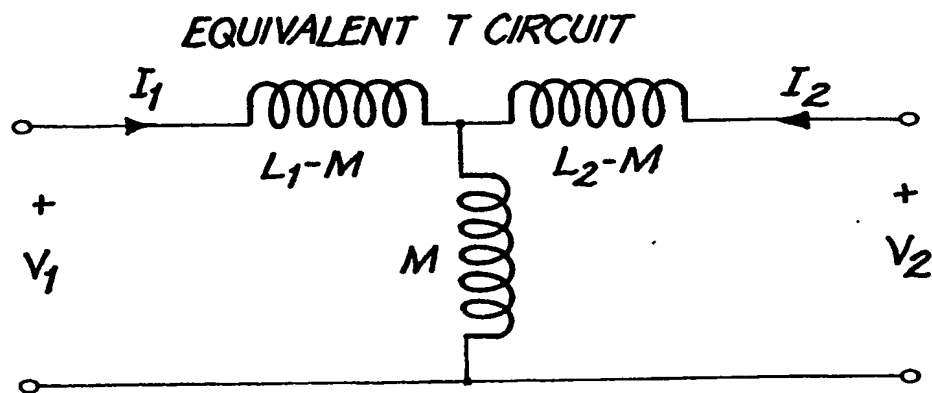 EQUIVALENT T CIRCUIT
I1 I2
L1-M L2-M
+ +
M
V1 V2